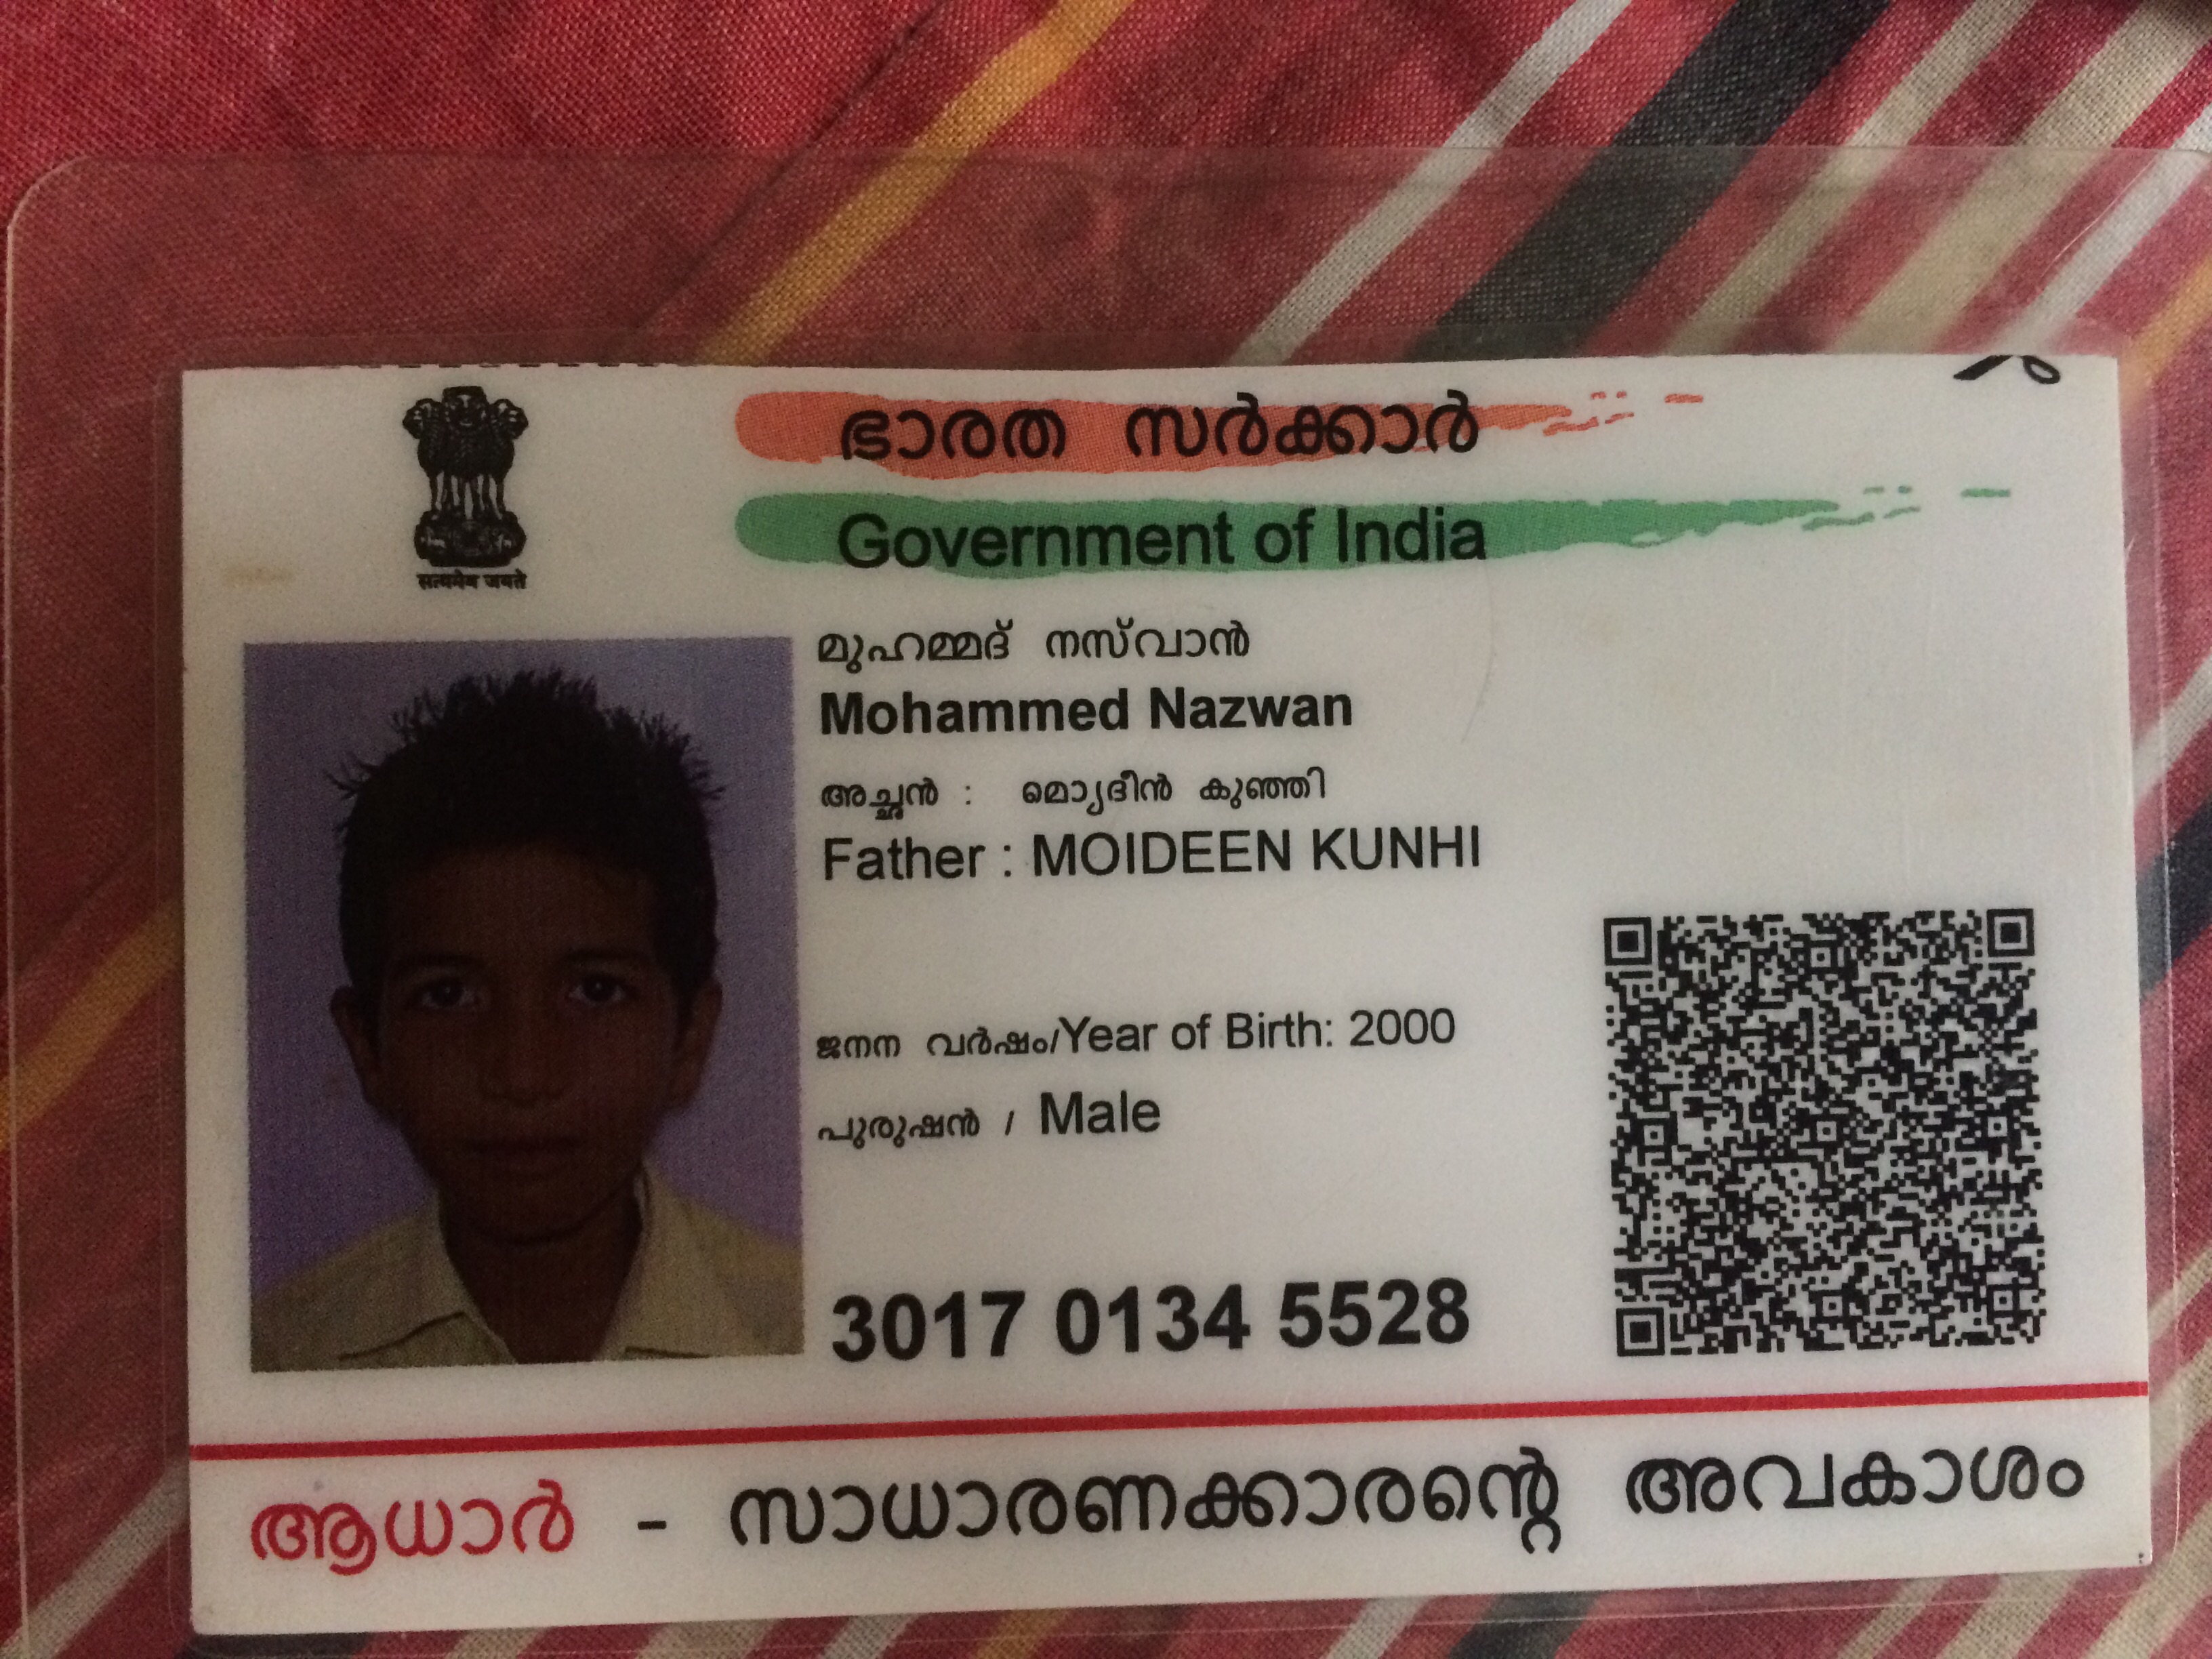 ഭാരത സർക്കാർ
Government of India
सत्यमेव जयते
മുഹമ്മദ് നസ്‌വാൻ
Mohammed Nazwan
അച്ഛൻ : മൊയ്ദീൻ കുഞ്ഞി
Father : MOIDEEN KUNHI
ജനന വർഷം/Year of Birth: 2000
പുരുഷൻ / Male
3017 0134 5528
ആധാർ - സാധാരണക്കാരന്റെ അവകാശം